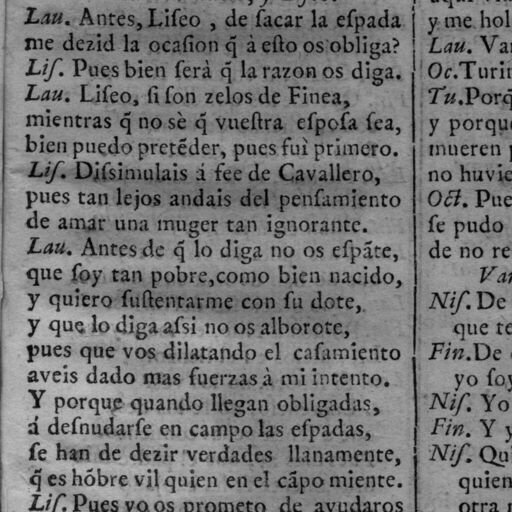 Lau. Antes, Liſeo, de ſacar la eſpada
me dezid la ocaſion q̃ à eſto os obliga?
Liſ. Pues bien ſerà q̃ la razon os diga.
Lau. Liſeo, ſi ſon zelos de Finea,
mientras q̃ no sè q̃ vueſtra eſpoſa ſea,
bien puedo pretẽder, pues fuì primero.
Liſ. Diſsimulais á fee de Cavallero,
pues tan lejos andais del penſamiento
de amar una muger tan ignorante.
Lau. Antes de q̃ lo diga no os eſpãte,
que ſoy tan pobre, como bien nacido,
y quiero ſuſtentarme con ſu dote,
y que lo diga aſsi no os alborote,
pues que vos dilatando el caſamiento
aveis dado mas fuerzas à mi intento.
Y porque quando llegan obligadas,
á deſnudarſe en campo las eſpadas,
ſe han de dezir verdades llanamente,
q̃ es hõbre vil quien en el cãpo miente.
Liſ. Pues yo os prometo de ayudaros
y me hol
Lau. Va
Oc. Turi
Tu. Porq̃
y porque
mueren
no huvie
Oct. Pue
ſe pudo
de no re
Niſ. De
que te
Fin. De
yo ſoy
Niſ. Yo
Fin. Y y
Niſ. Qu
quien
otra